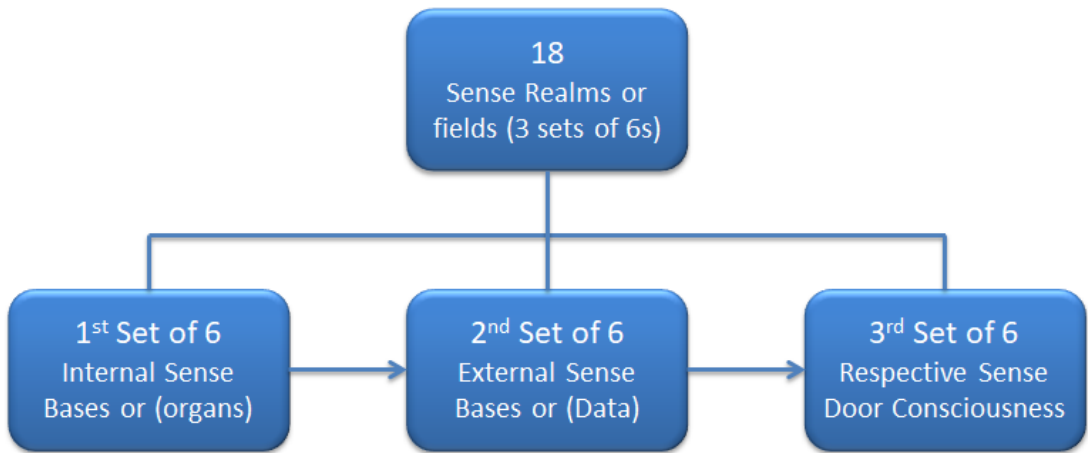 18
Sense Realms or
fields (3 sets of 6s)
1st Set of 6
Internal Sense
Bases or (organs)
2nd Set of 6
External Sense
Bases or (Data)
3rd Set of 6
Respective Sense
Door Consciousness